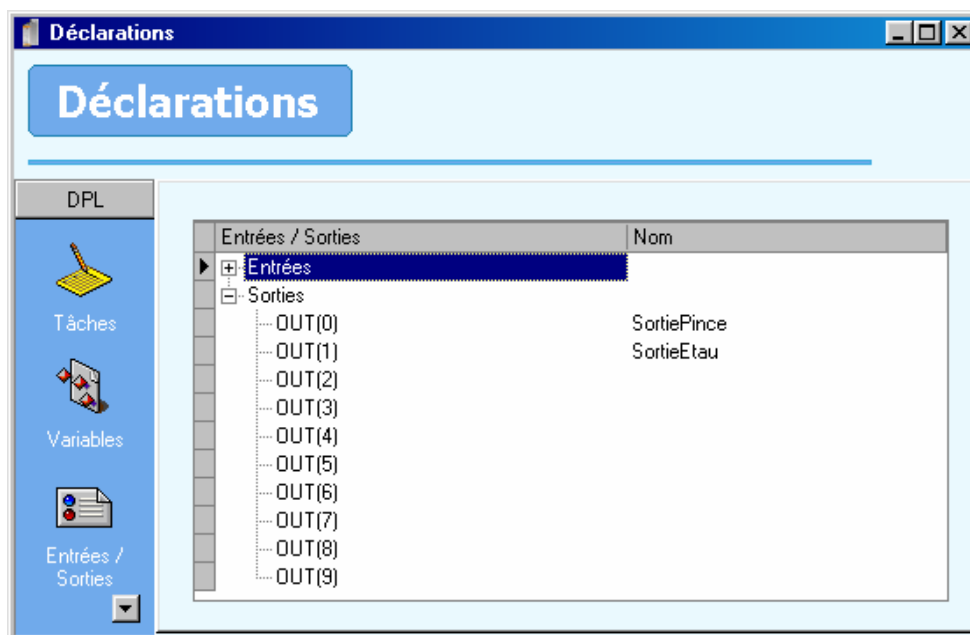 Déclarations
Déclarations
DPL
Tâches
Variables
Entrées /
Sorties
Entrées / Sorties Nom
Entrées
Sorties
OUT(0) SortiePince
OUT(1) SortieEtau
OUT(2)
OUT(3)
OUT(4)
OUT(5)
OUT(6)
OUT(7)
OUT(8)
OUT(9)